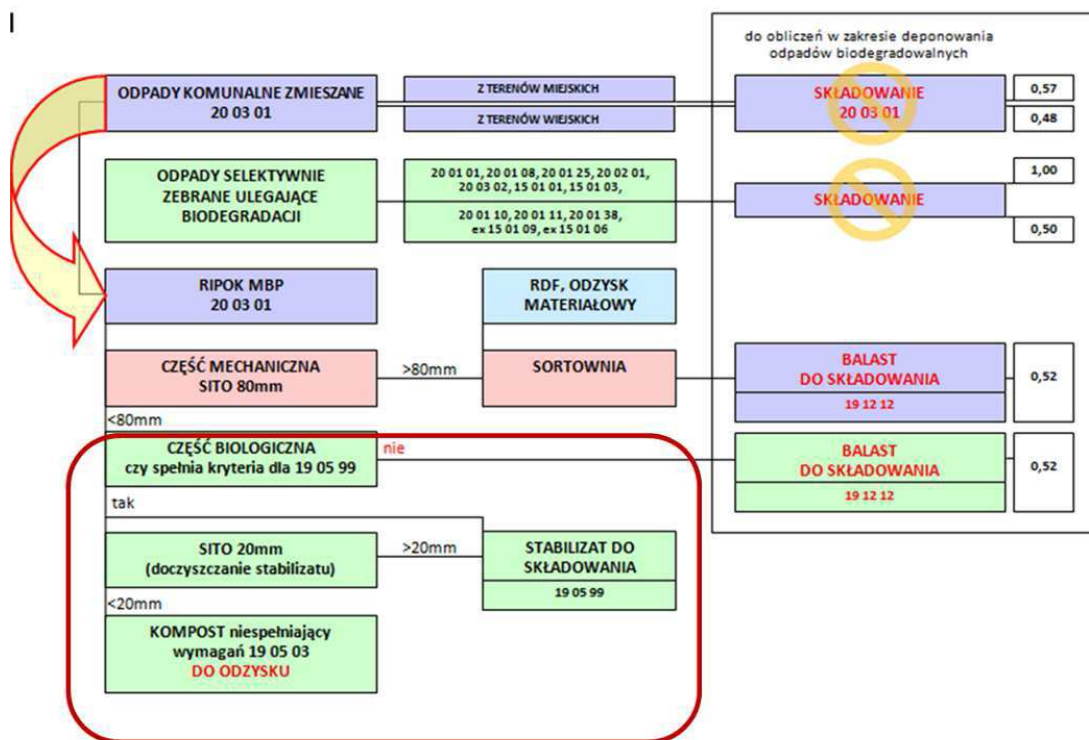 do obliczeń w zakresie deponowania
odpadów biodegradowalnych
ODPADY KOMUNALNE ZMIESZANE
20 03 01
Z TERENÓW MIEJSKICH
Z TERENÓW WIEJSKICH
SKŁADOWANIE
20 03 01
0,57
0,48
ODPADY SELEKTYWNIE
ZEBRANE ULEGAJĄCE
BIODEGRADACJI
20 01 01, 20 01 08, 20 01 25, 20 02 01,
20 03 02, 15 01 01, 15 01 03,
20 01 10, 20 01 11, 20 01 38,
ex 15 01 09, ex 15 01 06
SKŁADOWANIE
1,00
0,50
RIPOK MBP
20 03 01
RDF, ODZYSK
MATERIAŁOWY
CZĘŚĆ MECHANICZNA
SITO 80mm
>80mm
SORTOWNIA
BALAST
DO SKŁADOWANIA
19 12 12
0,52
<80mm
CZĘŚĆ BIOLOGICZNA
czy spełnia kryteria dla 19 05 99
nie
BALAST
DO SKŁADOWANIA
19 12 12
0,52
tak
SITO 20mm
(doczyszczanie stabilizatu)
>20mm
STABILIZAT DO
SKŁADOWANIA
19 05 99
<20mm
KOMPOST niespełniający
wymagań 19 05 03
DO ODZYSKU